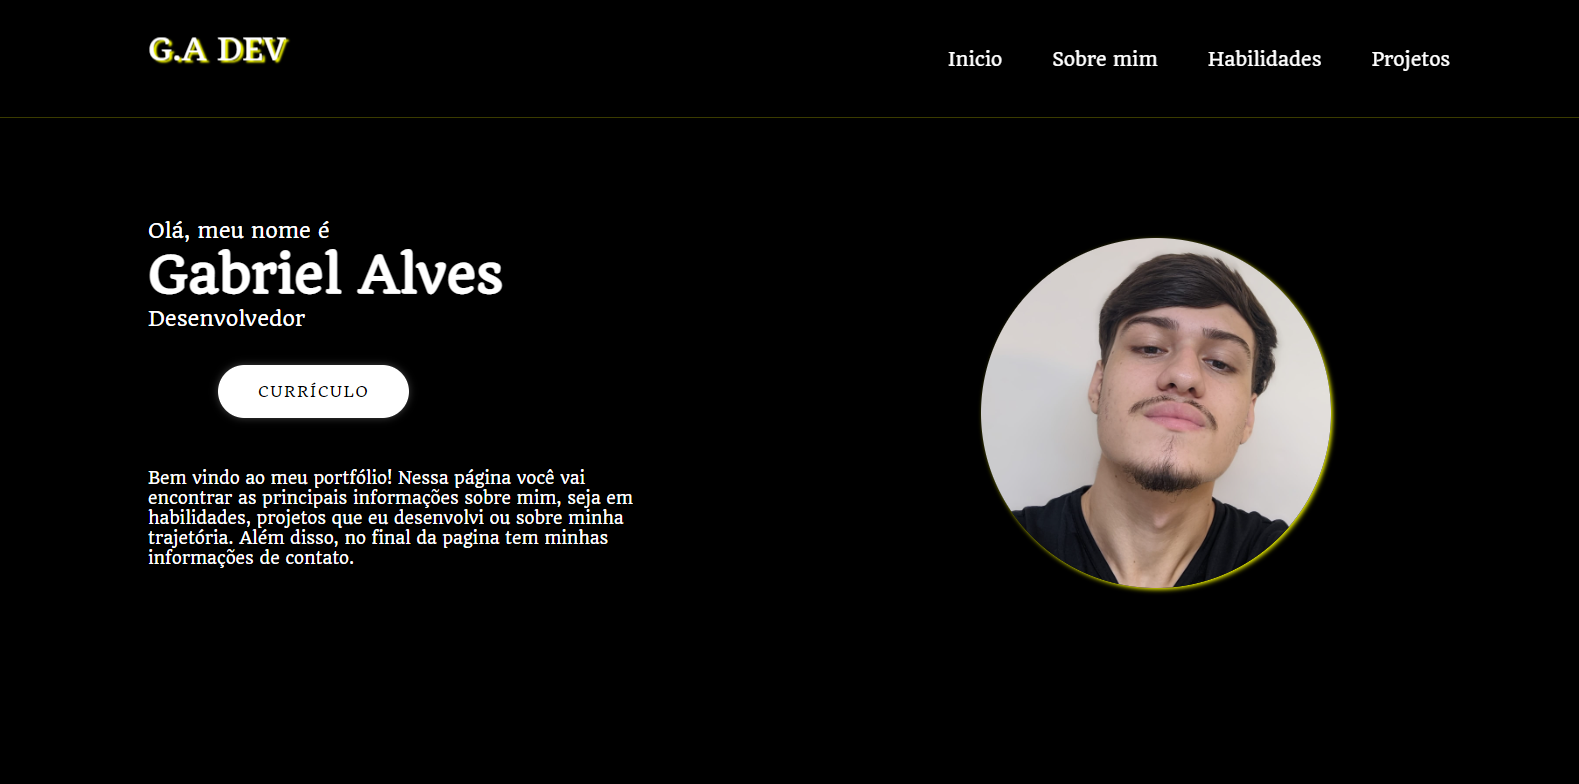 G.A DEV
Inicio Sobre mim Habilidades Projetos
Olá, meu nome é
Gabriel Alves
Desenvolvedor
CURRÍCULO
Bem vindo ao meu portfólio! Nessa página você vai
encontrar as principais informações sobre mim, seja em
habilidades, projetos que eu desenvolvi ou sobre minha
trajetória. Além disso, no final da pagina tem minhas
informações de contato.